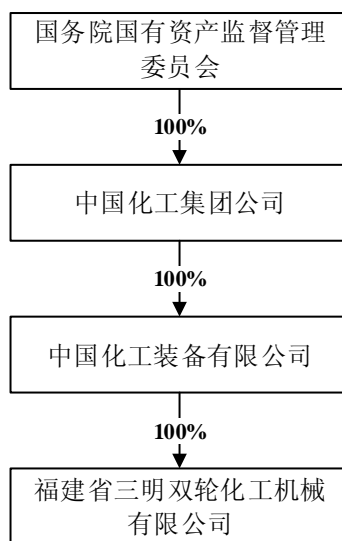 国务院国有资产监督管理
委员会
100%
中国化工集团公司
100%
中国化工装备有限公司
100%
福建省三明双轮化工机械
有限公司